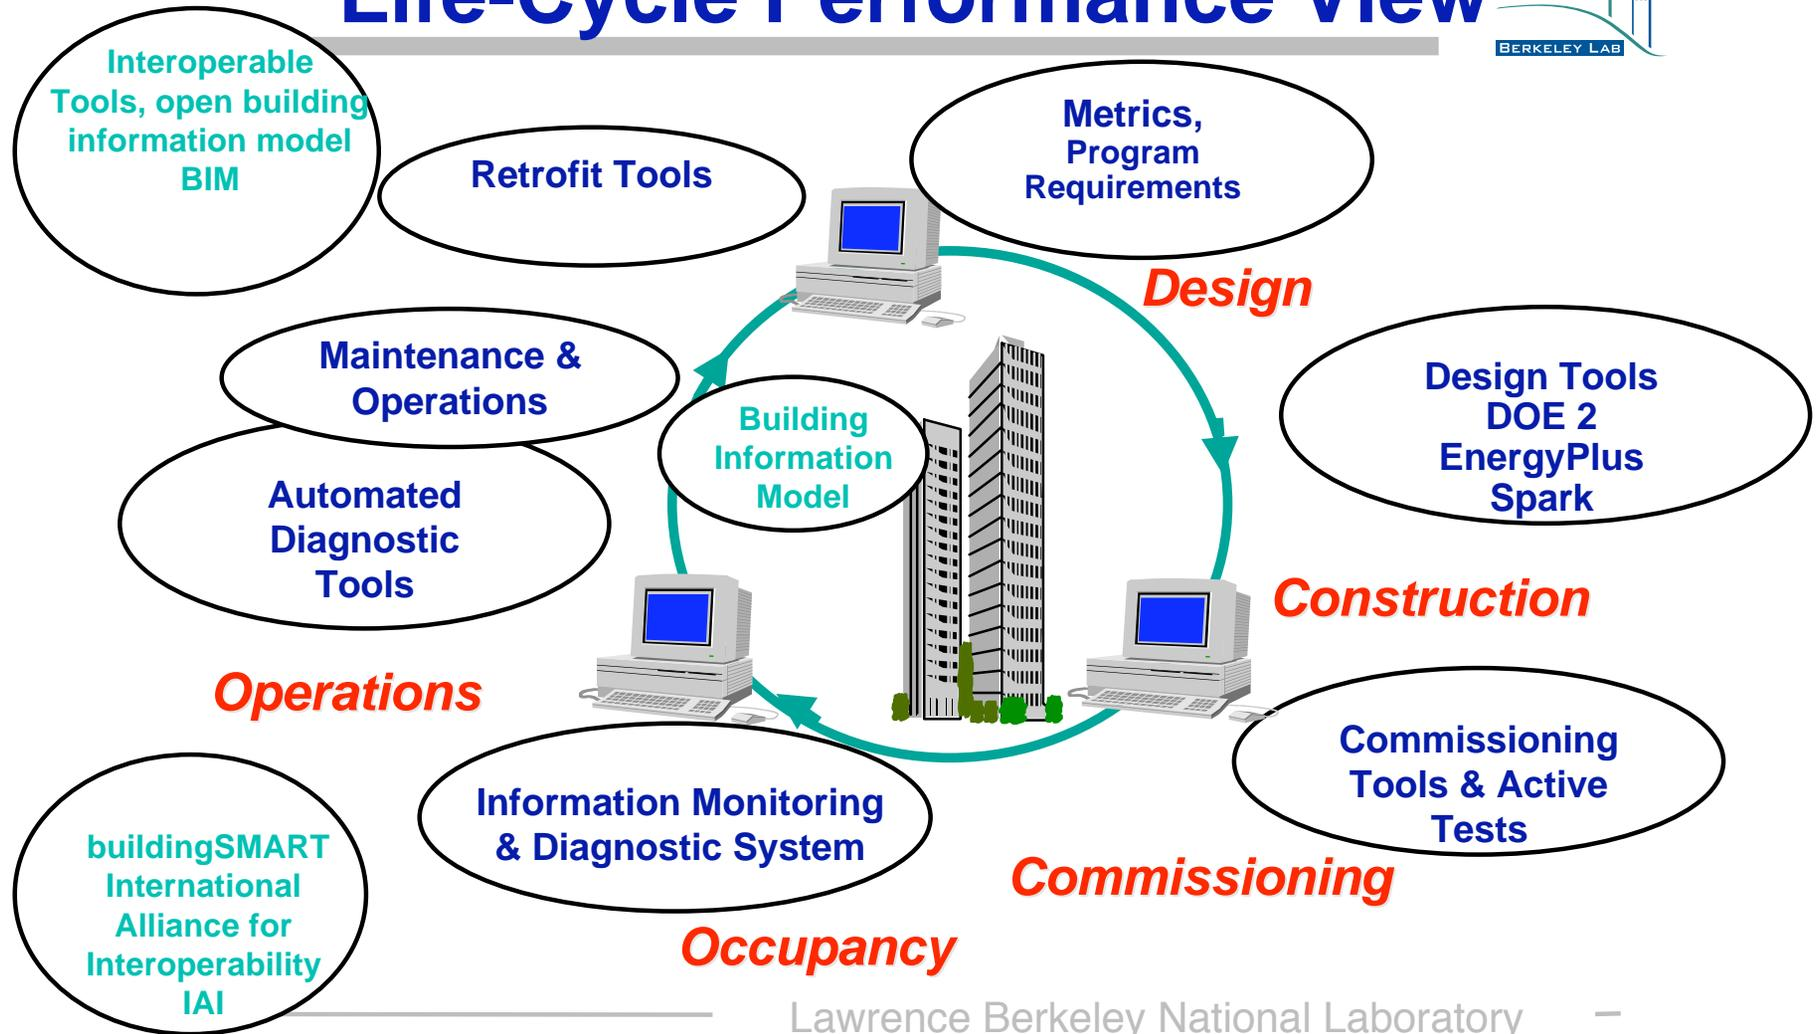 Life-Cycle Performance View
BERKELEY LAB
Interoperable
Tools, open building
information model
BIM
Retrofit Tools
Metrics,
Program
Requirements
Design
Maintenance &
Operations
Building
Information
Model
Design Tools
DOE 2
EnergyPlus
Spark
Automated
Diagnostic
Tools
Construction
Operations
Commissioning
Tools & Active
Tests
Information Monitoring
& Diagnostic System
Commissioning
buildingSMART
International
Alliance for
Interoperability
IAI
Occupancy
Lawrence Berkeley National Laboratory